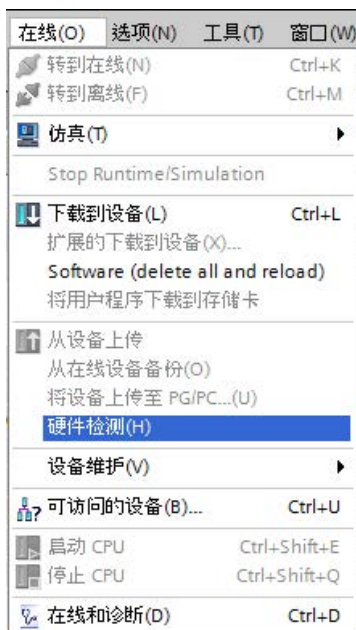 在线(O) 选项(N) 工具(T) 窗口(W
转到在线(N) Ctrl+K
转到离线(F) Ctrl+M
仿真(T)
Stop Runtime/Simulation
下载到设备(L) Ctrl+L
扩展的下载到设备(X)...
Software (delete all and reload)
将用户程序下载到存储卡
从设备上传
从在线设备备份(O)
将设备上传至 PG/PC...(U)
硬件检测(H)
设备维护(V)
可访问的设备(B)... Ctrl+U
启动 CPU Ctrl+Shift+E
停止 CPU Ctrl+Shift+Q
在线和诊断(D) Ctrl+D